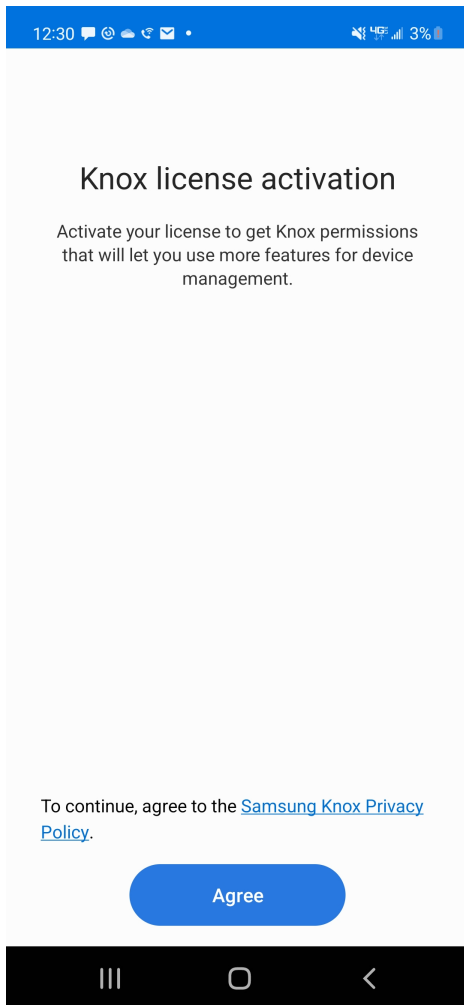 12:30 4GE 3%
Knox license activation
Activate your license to get Knox permissions
that will let you use more features for device
management.
To continue, agree to the Samsung Knox Privacy
Policy.
Agree